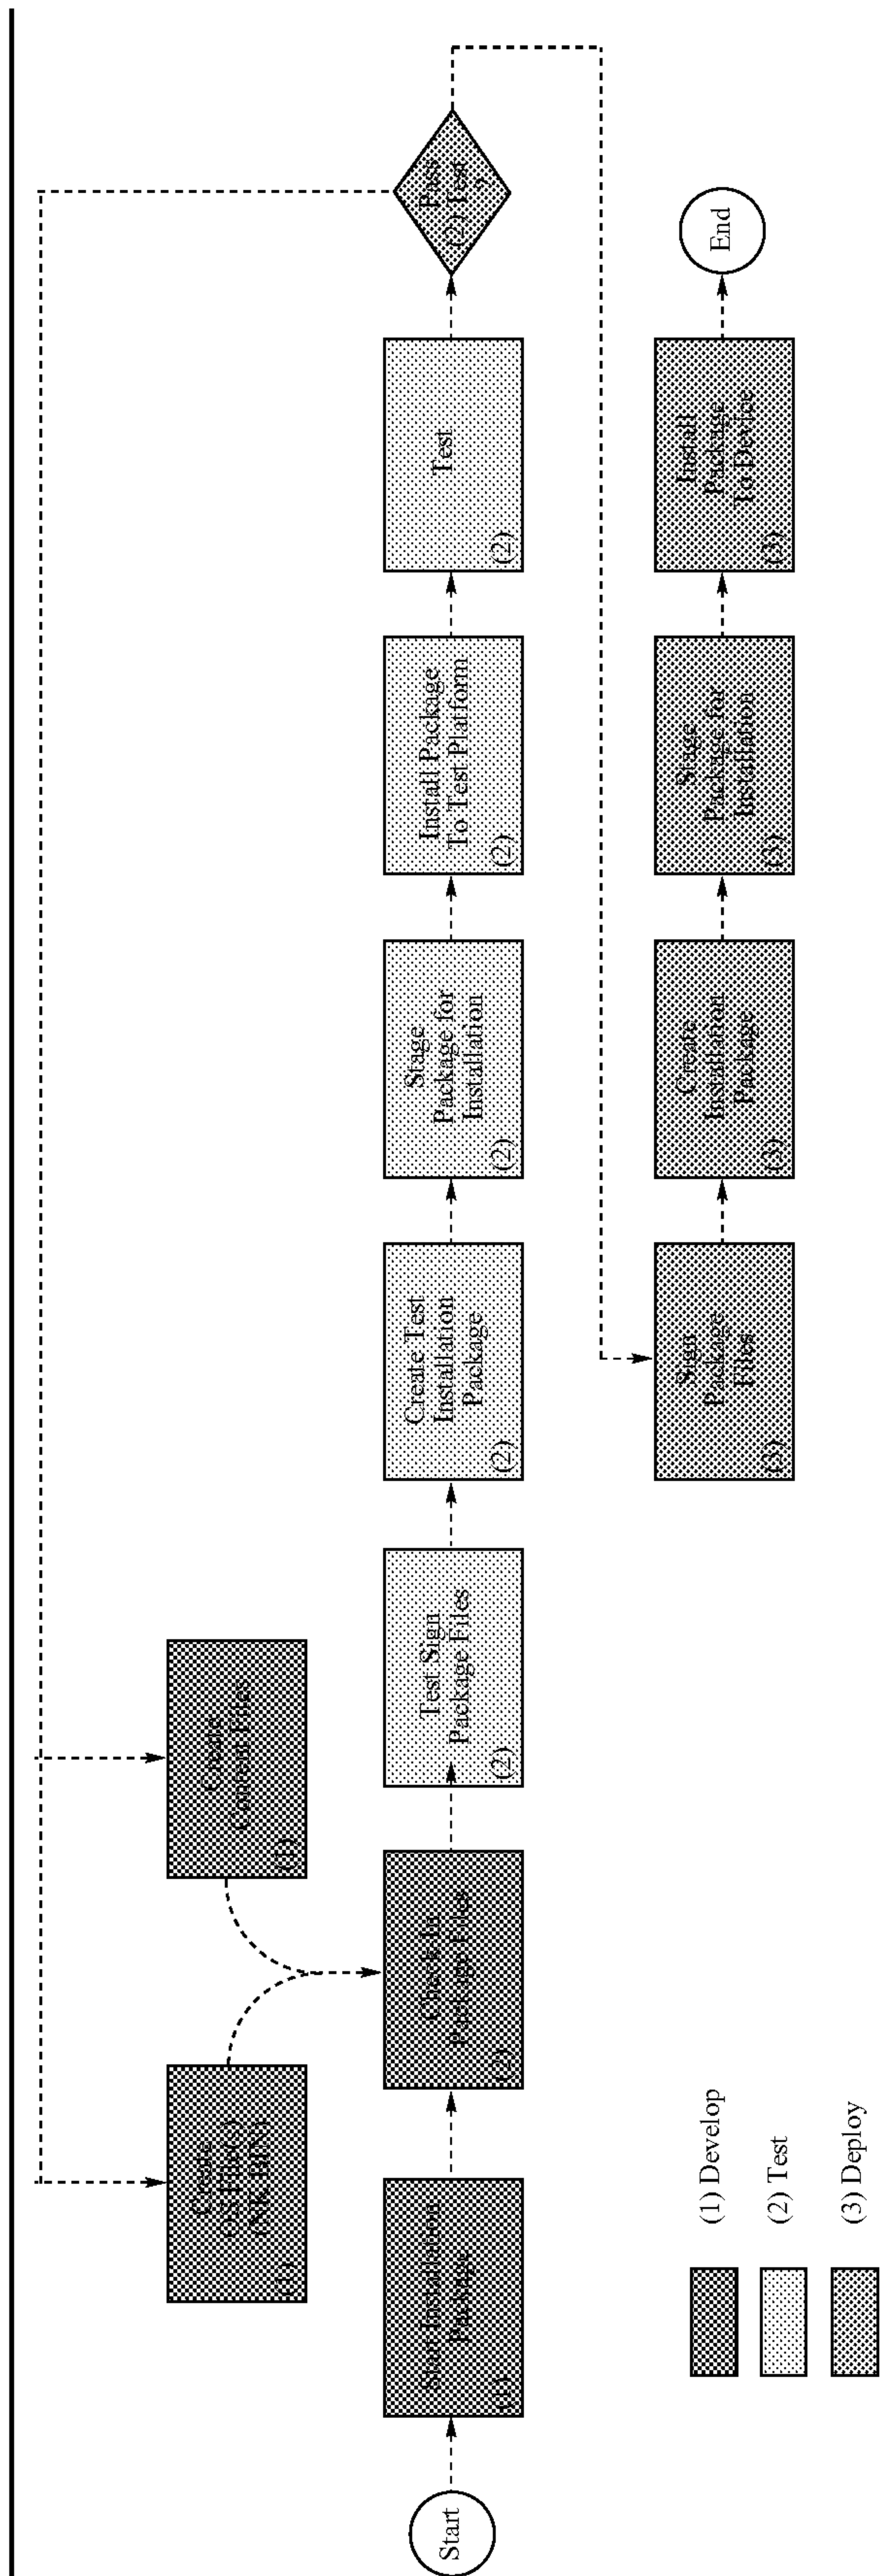 Create
OS File(s)
(NK.BIN)
(1)
Create
Content Files
(1)
Start
Start Installation
Package
(1)
Check In
Package Files
(2)
Test Sign
Package Files
(2)
Create Test
Installation
Package
(2)
Stage
Package for
Installation
(2)
Install Package
To Test Platform
(2)
Test
(2)
Pass
(2) Test
?
Sign
Package
Files
(3)
Create
Installation
Package
(3)
Stage
Package for
Installation
(3)
Install
Package
To Device
(3)
End
(1) Develop
(2) Test
(3) Deploy